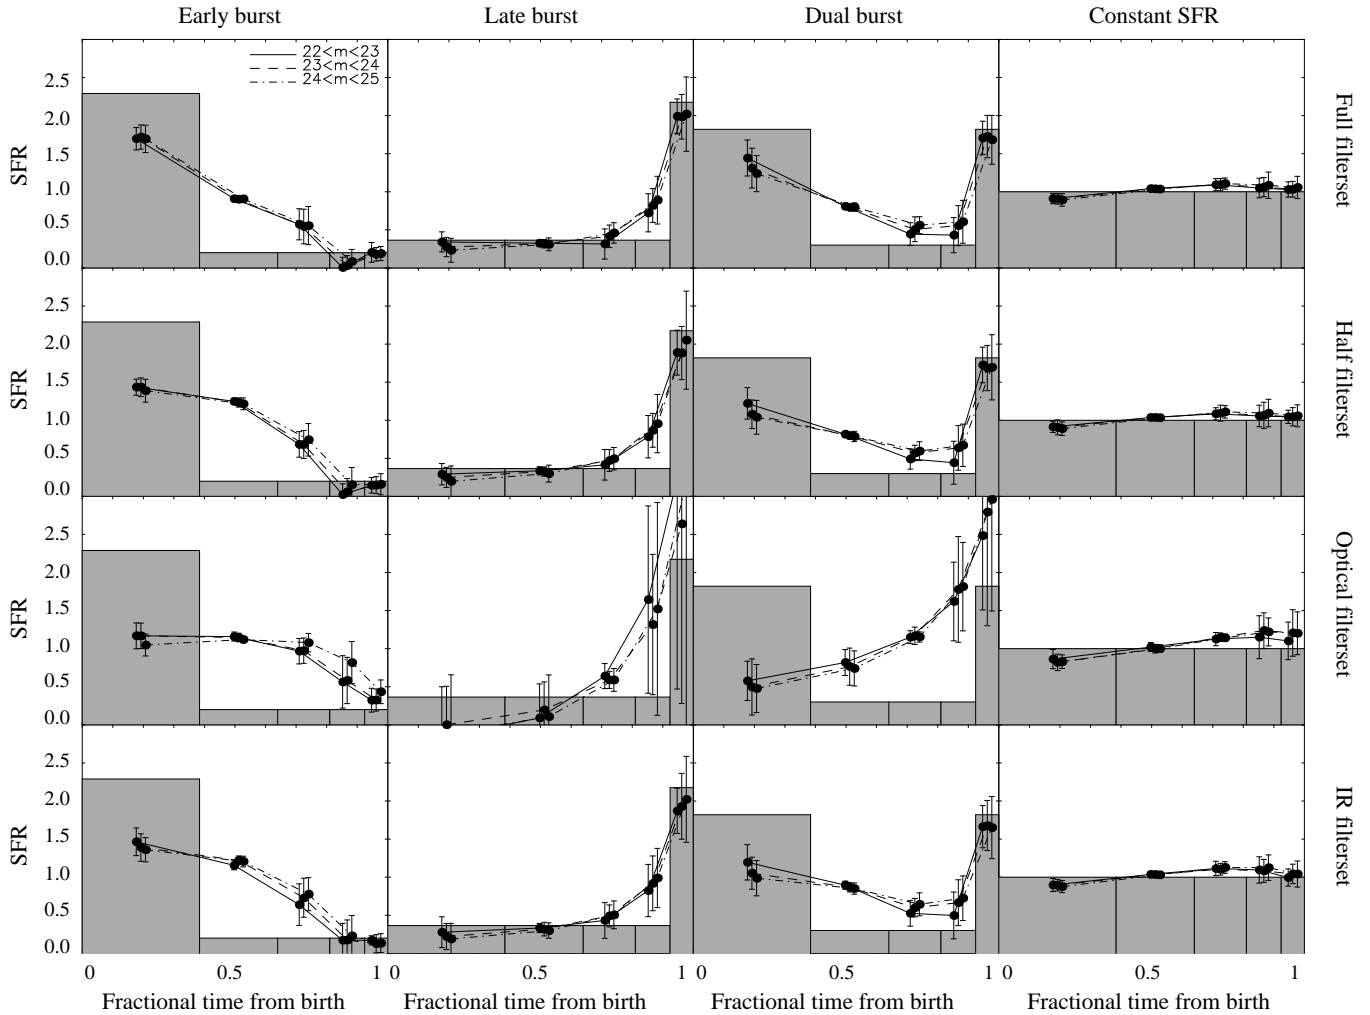 Early burst
Late burst
Dual burst
Constant SFR
22<m<23
23<m<24
24<m<25
SFR
2.5
2.0
1.5
1.0
0.5
0.0
Full filterset
SFR
2.5
2.0
1.5
1.0
0.5
0.0
Half filterset
SFR
2.5
2.0
1.5
1.0
0.5
0.0
Optical filterset
SFR
2.5
2.0
1.5
1.0
0.5
0.0
IR filterset
0 0.5 1
0 0.5 1
0 0.5 1
0 0.5 1
Fractional time from birth
Fractional time from birth
Fractional time from birth
Fractional time from birth